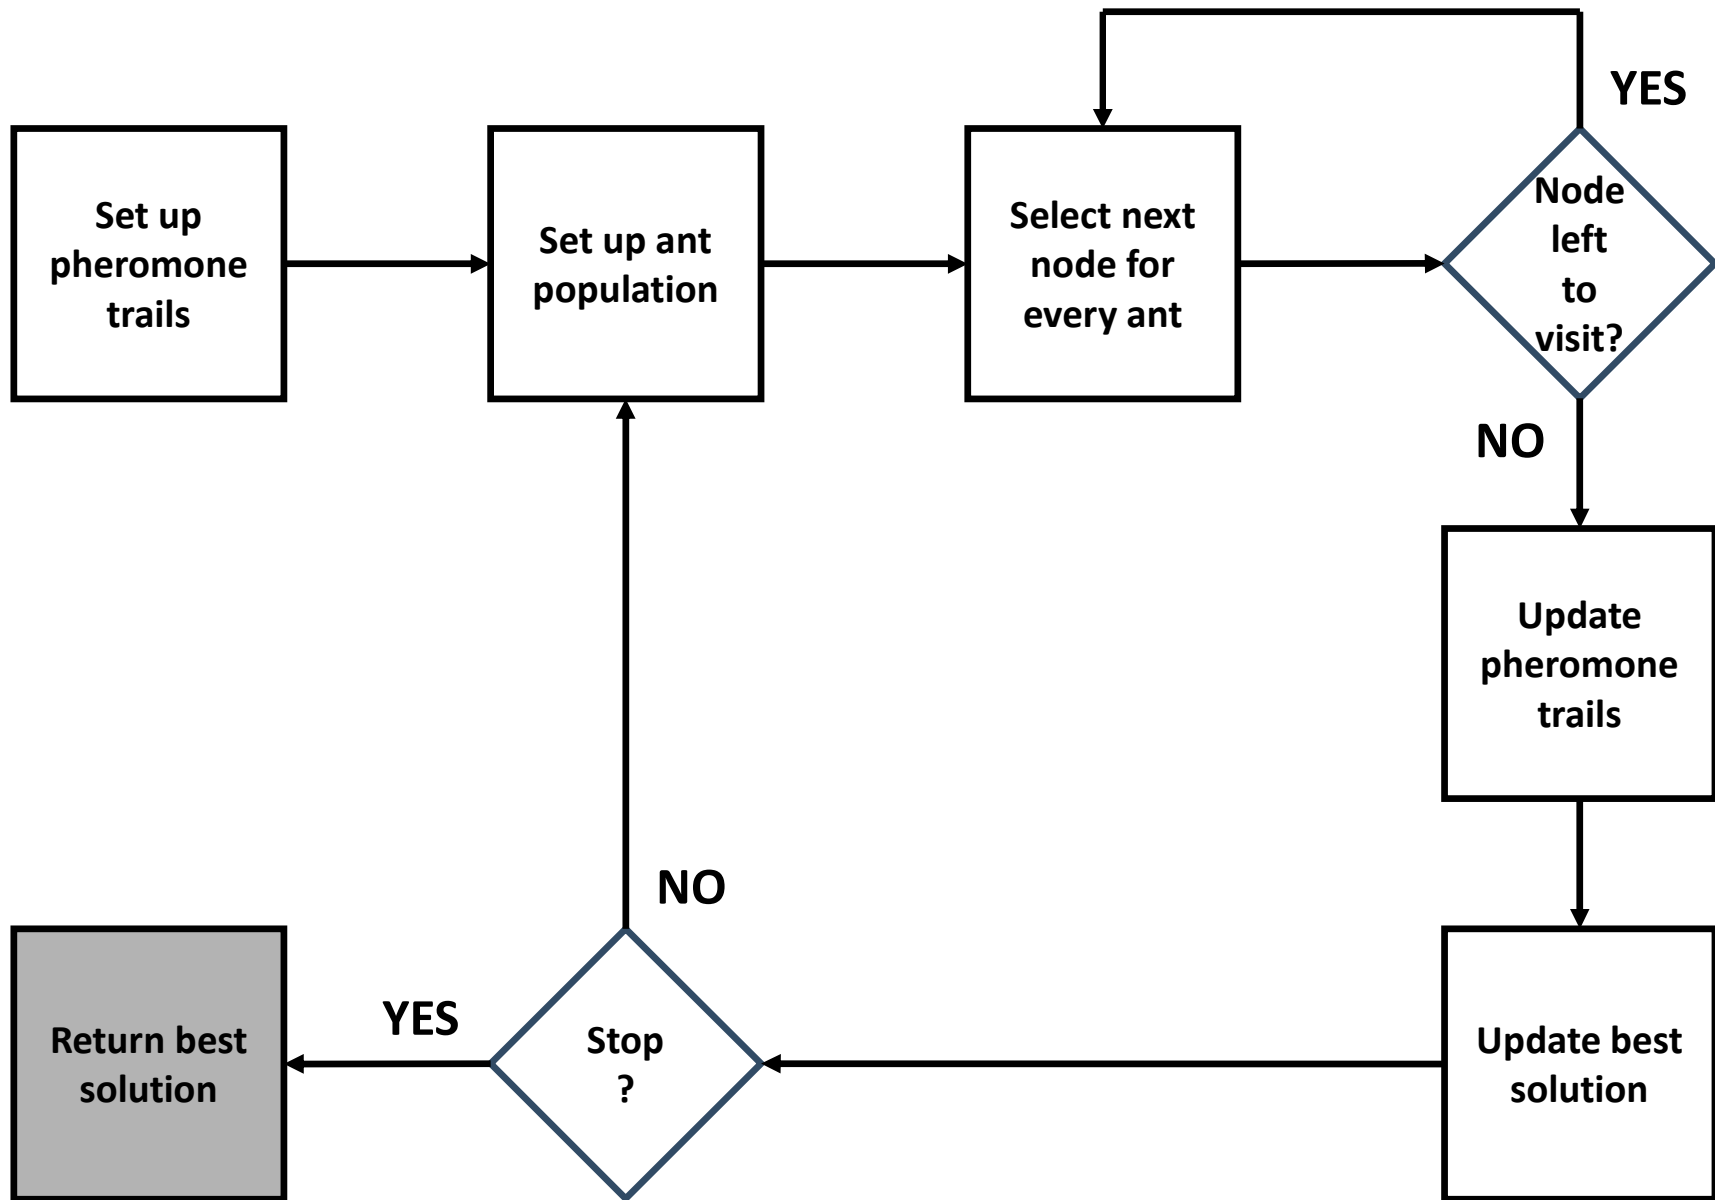 YES
Set up
pheromone
trails
Set up ant
population
Select next
node for
every ant
Node
left
to
visit?
NO
Update
pheromone
trails
NO
Return best
solution
YES
Stop
?
Update best
solution